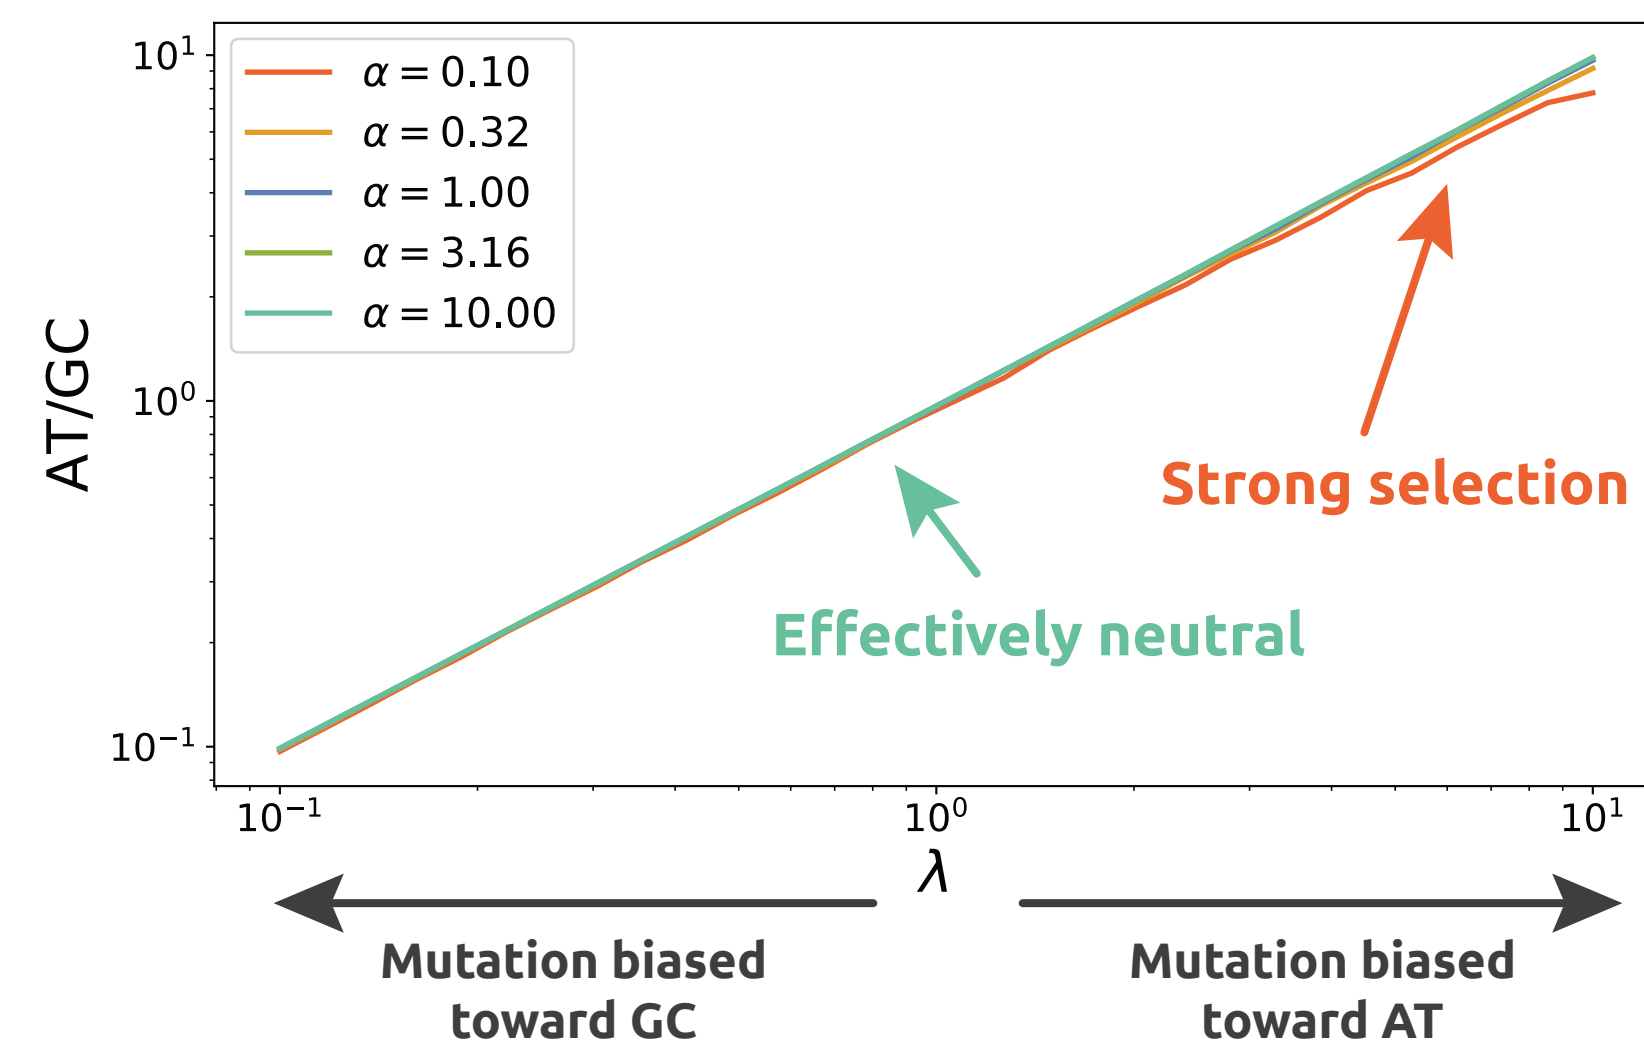 α = 0.10
α = 0.32
α = 1.00
α = 3.16
α = 10.00
AT/GC
10¹
10⁰
10⁻¹
Strong selection
Effectively neutral
10⁻¹ 10⁰ 10¹
λ
Mutation biased
toward GC
Mutation biased
toward AT